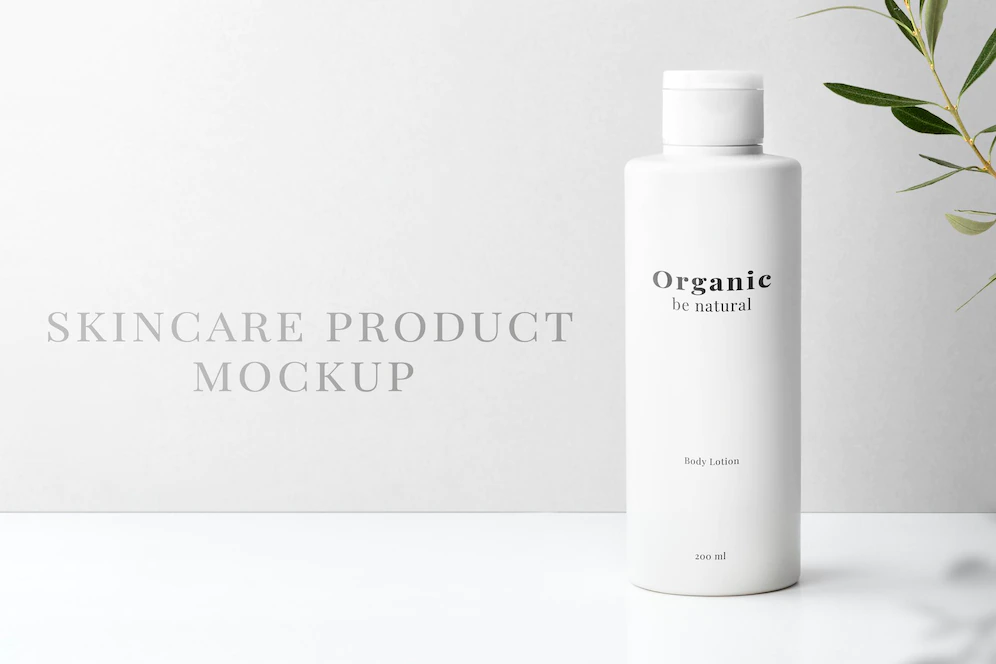 SKINCARE PRODUCT
MOCKUP
Organic
be natural
Body Lotion
200 ml